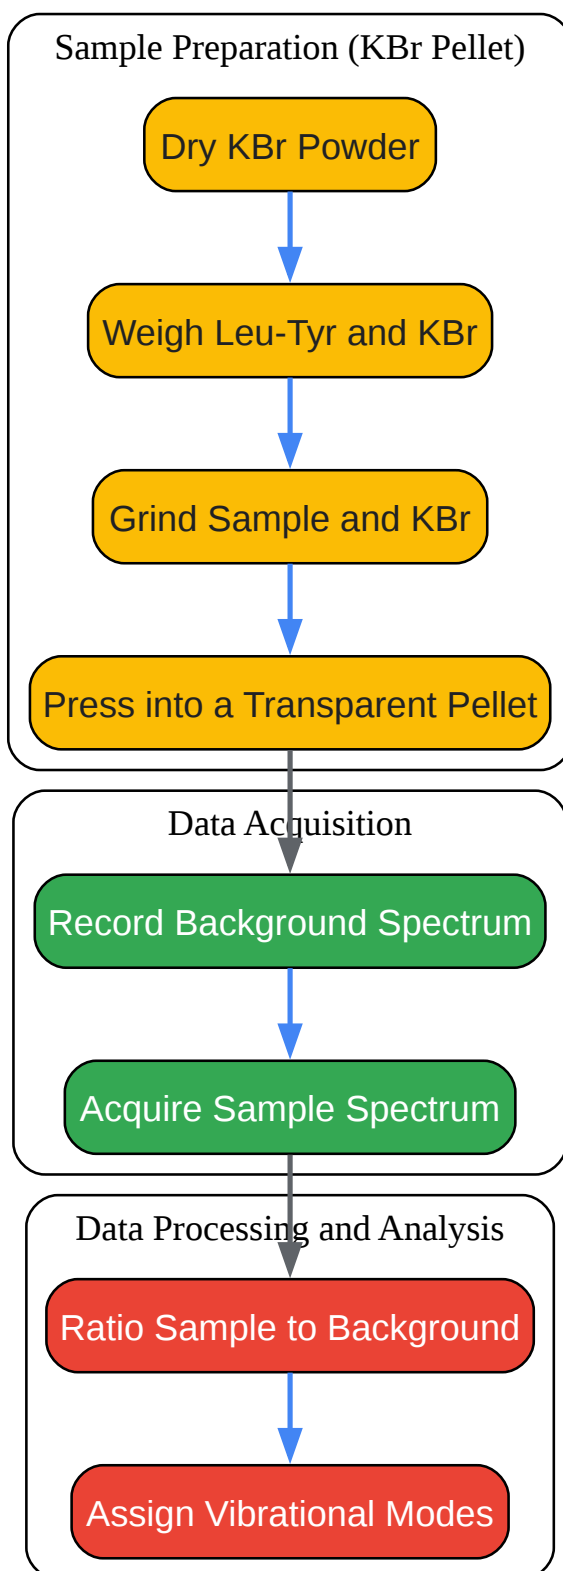 Sample Preparation (KBr Pellet)
Dry KBr Powder
Weigh Leu-Tyr and KBr
Grind Sample and KBr
Press into a Transparent Pellet
Data Acquisition
Record Background Spectrum
Acquire Sample Spectrum
Data Processing and Analysis
Ratio Sample to Background
Assign Vibrational Modes